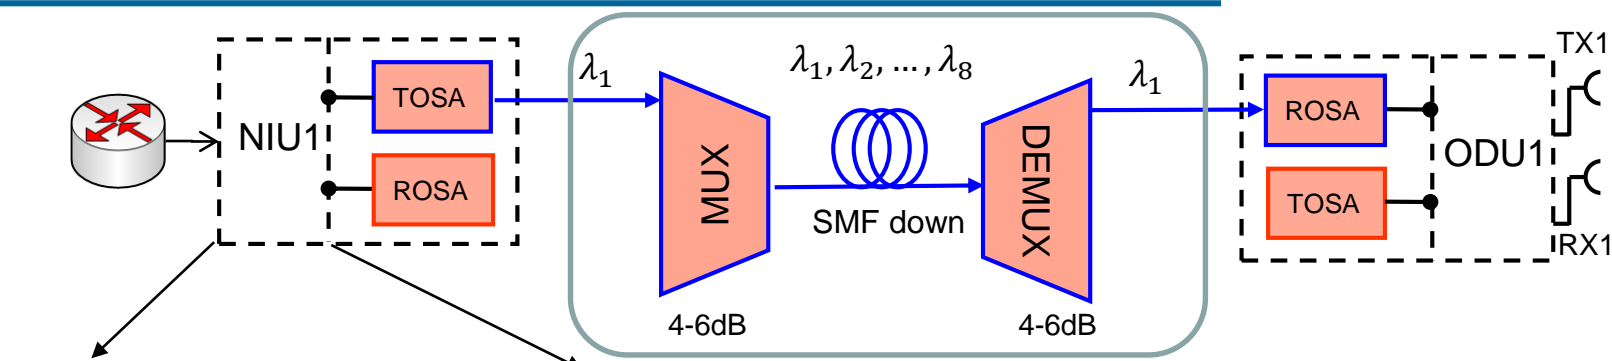 NIU1
TOSA
ROSA
λ₁
λ₁, λ₂, ..., λ₈
λ₁
MUX
SMF down
DEMUX
4-6dB
4-6dB
ROSA
TOSA
ODU1
TX1
RX1